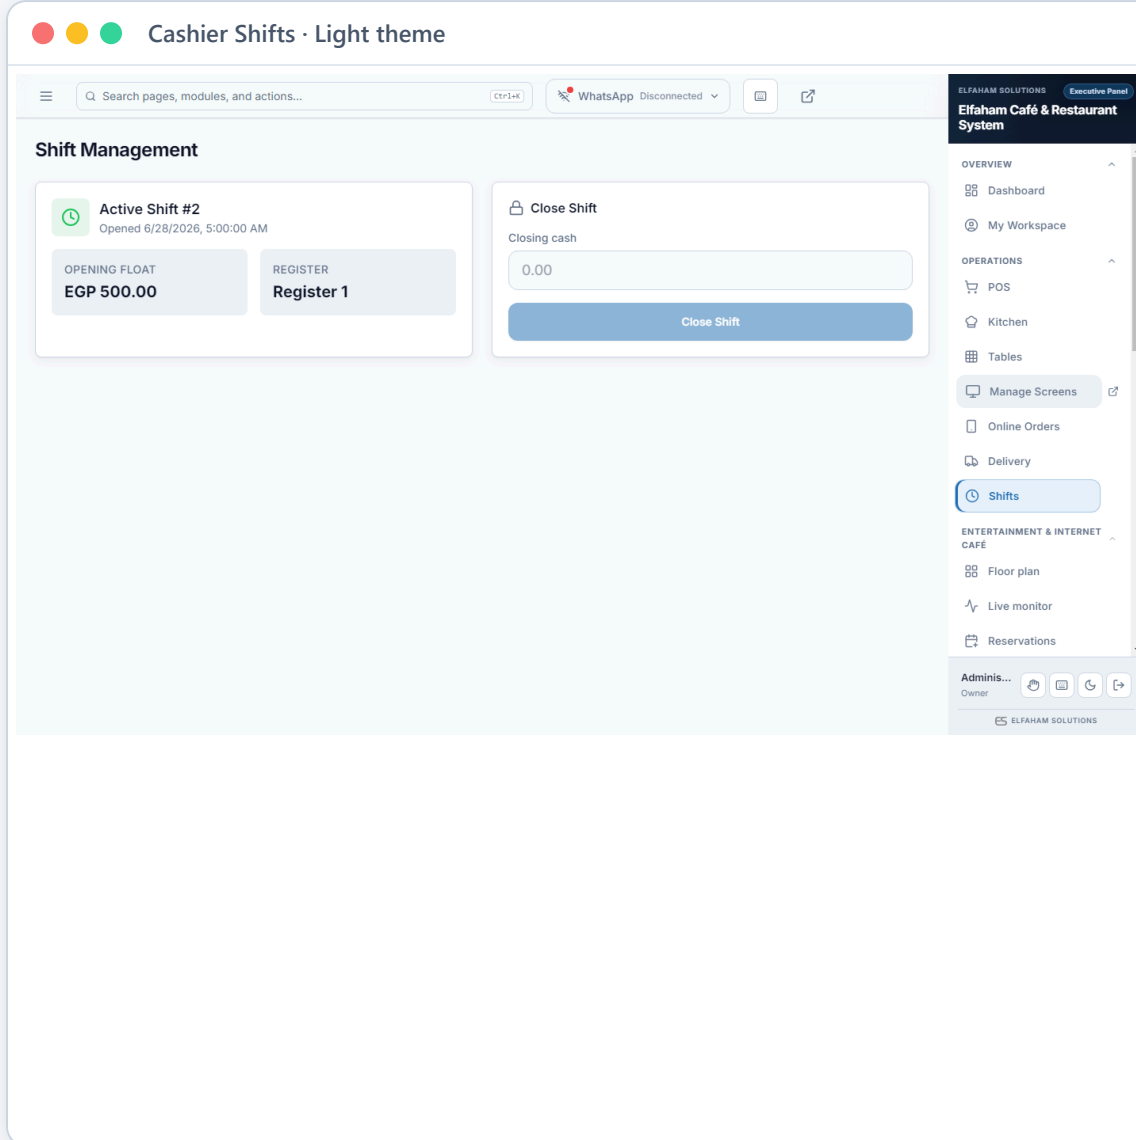 Cashier Shifts · Light theme
Search pages, modules, and actions...
Ctrl+K
WhatsApp Disconnected
Shift Management
Active Shift #2
Opened 6/28/2026, 5:00:00 AM
OPENING FLOAT
EGP 500.00
REGISTER
Register 1
Close Shift
Closing cash
0.00
Close Shift
ELFAHAM SOLUTIONS
Executive Panel
Elfaham Café & Restaurant
System
OVERVIEW
Dashboard
My Workspace
OPERATIONS
POS
Kitchen
Tables
Manage Screens
Online Orders
Delivery
Shifts
ENTERTAINMENT & INTERNET
CAFÉ
Floor plan
Live monitor
Reservations
Adminis...
Owner
ES ELFAHAM SOLUTIONS